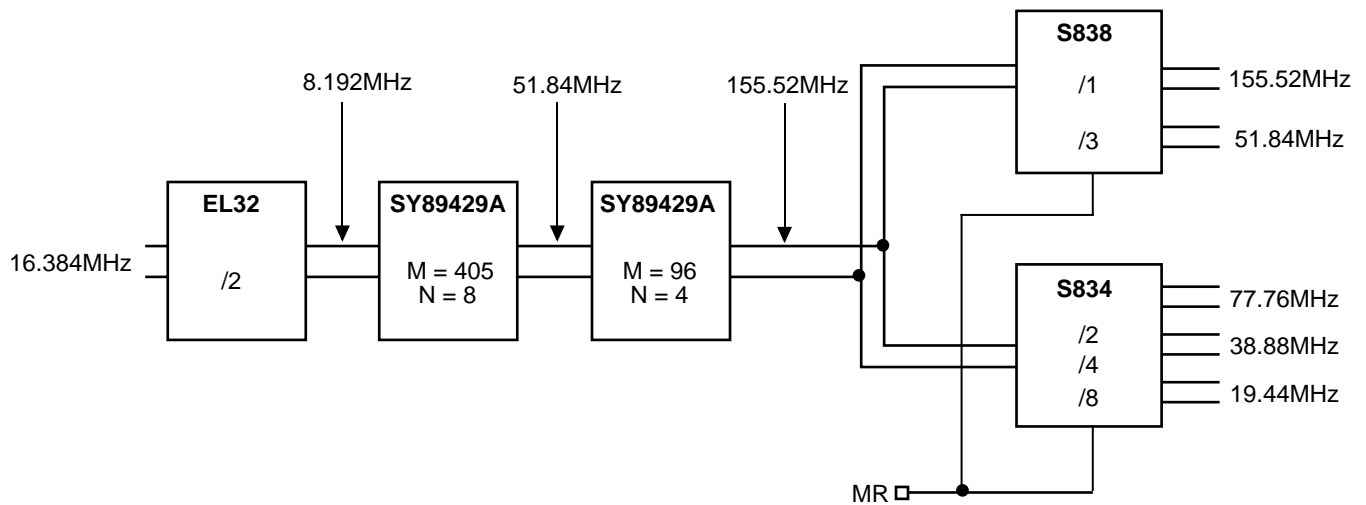 8.192MHz
51.84MHz
155.52MHz
16.384MHz
EL32
/2
SY89429A
M = 405
N = 8
SY89429A
M = 96
N = 4
S838
/1
/3
155.52MHz
51.84MHz
S834
/2
/4
/8
77.76MHz
38.88MHz
19.44MHz
MR